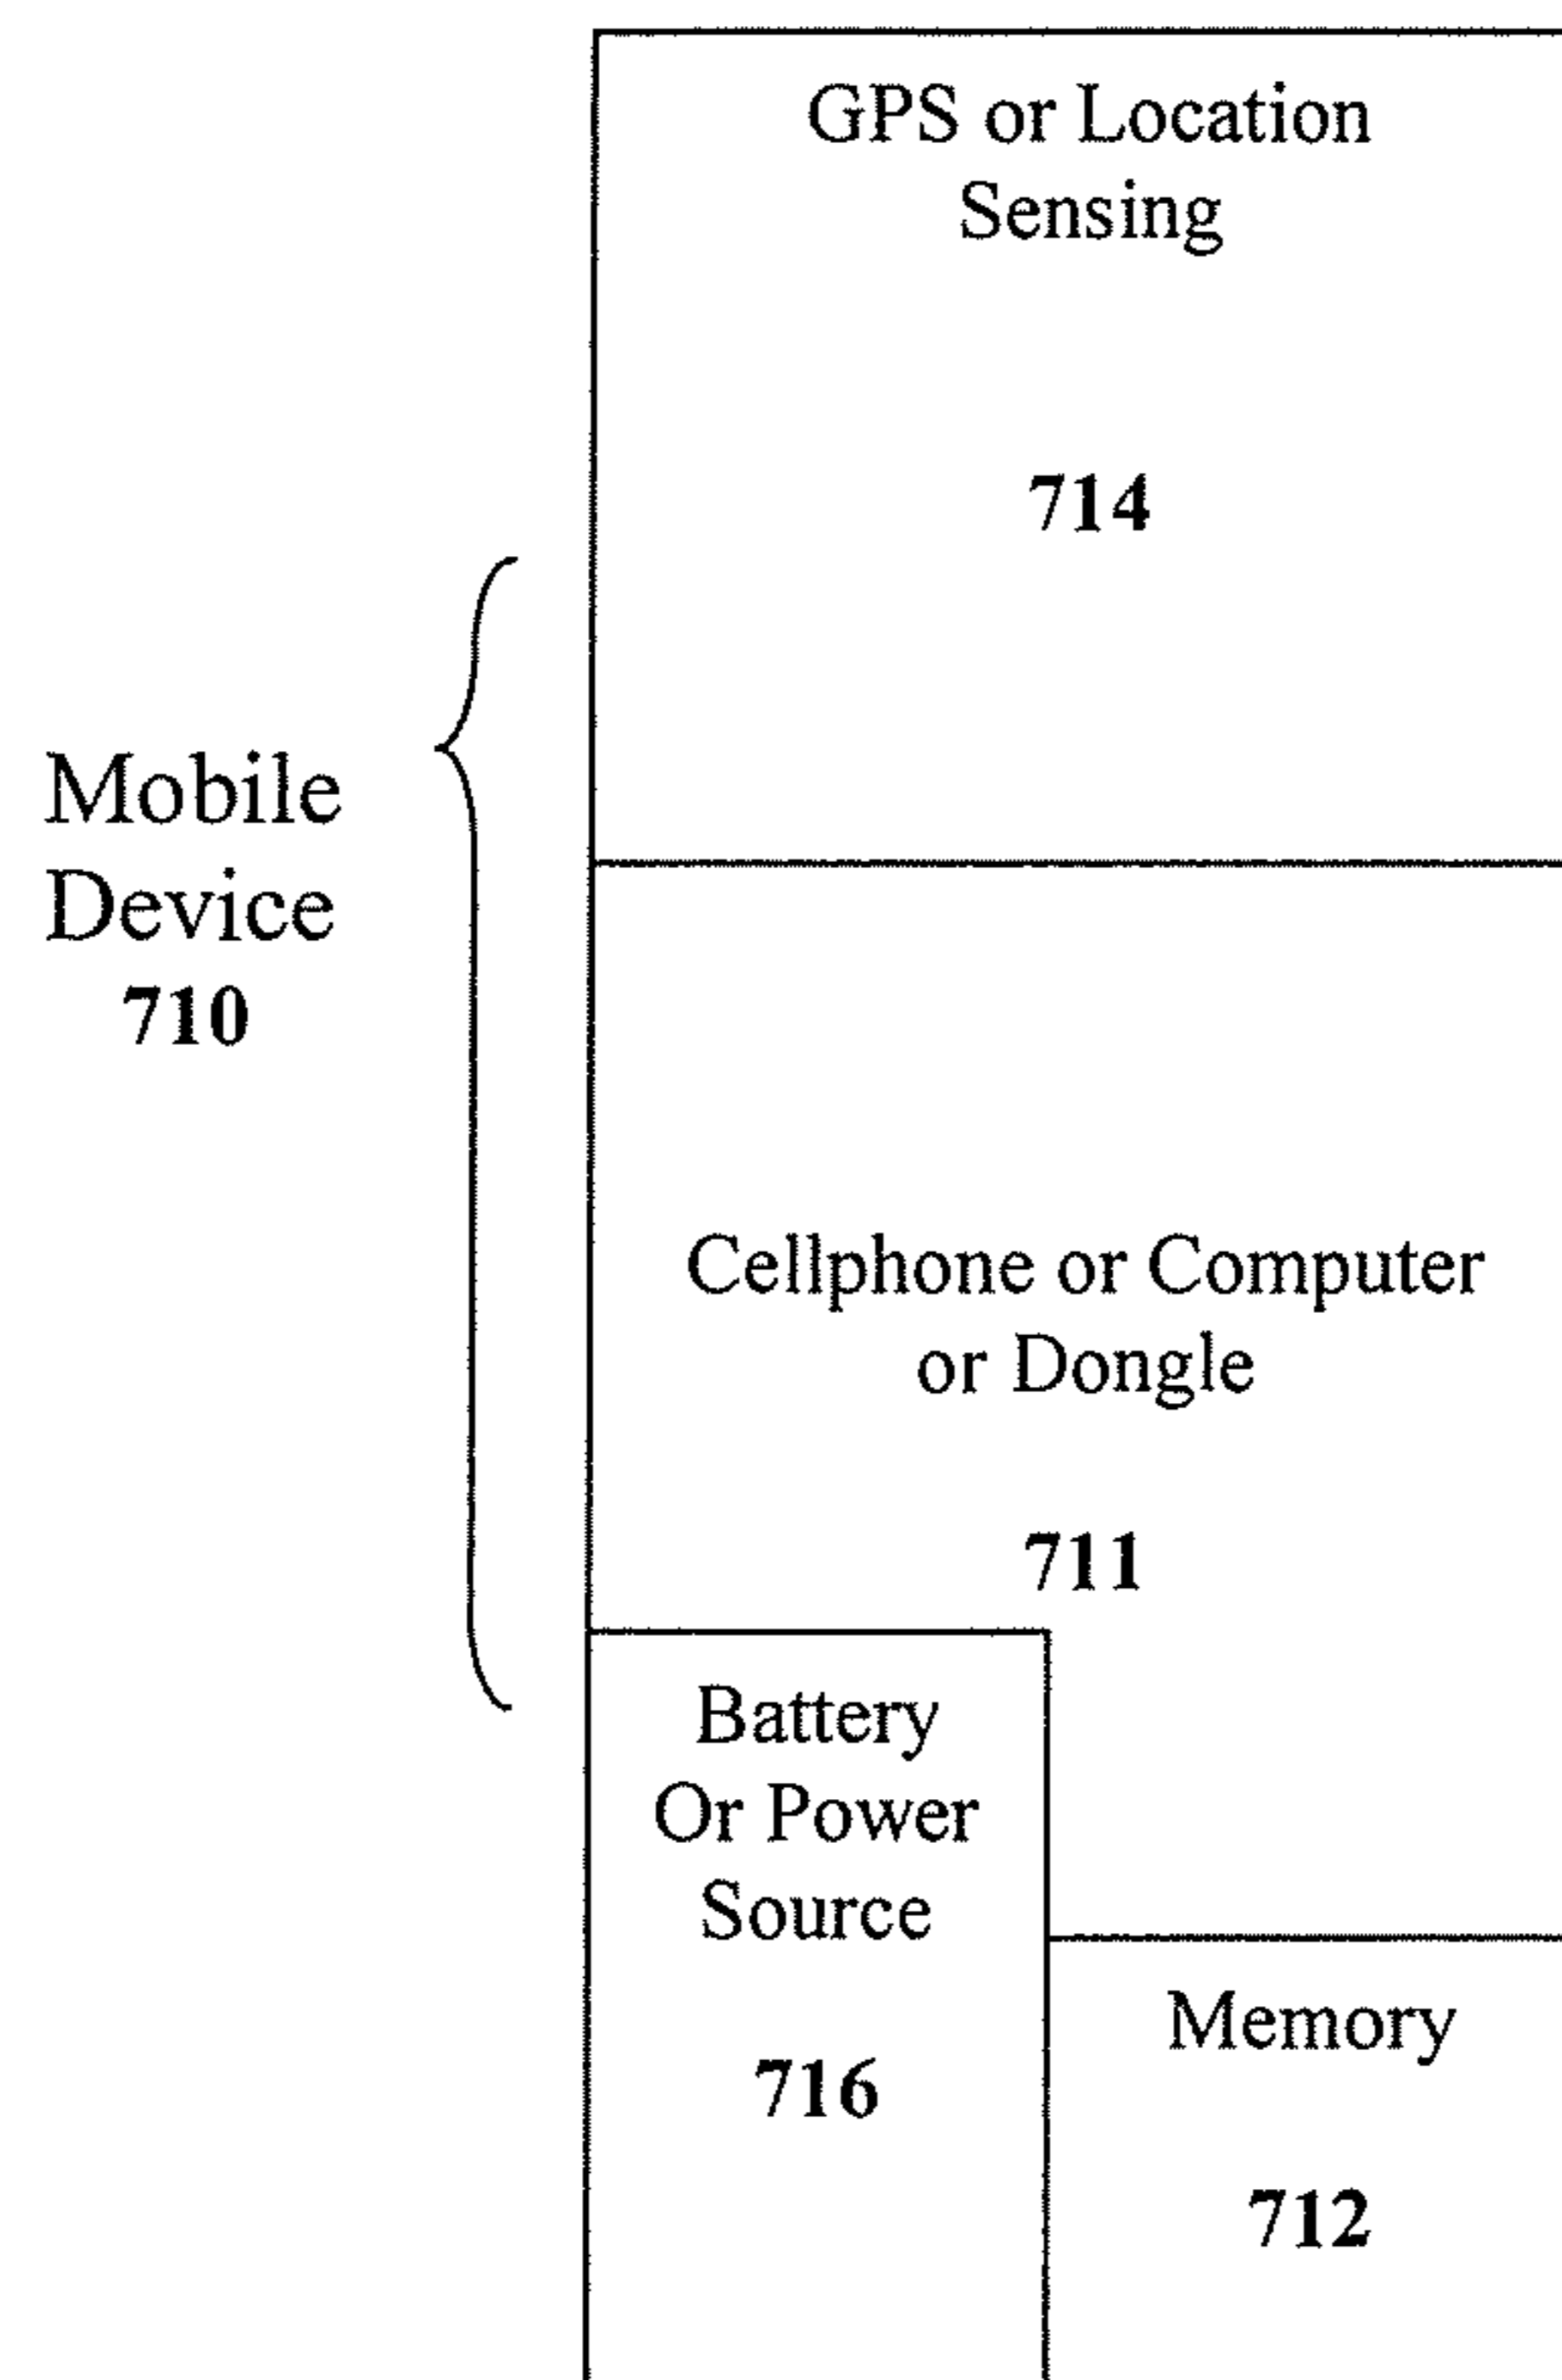 GPS or Location
Sensing
714
Mobile
Device
710
Cellphone or Computer
or Dongle
711
Battery
Or Power
Source
716
Memory
712